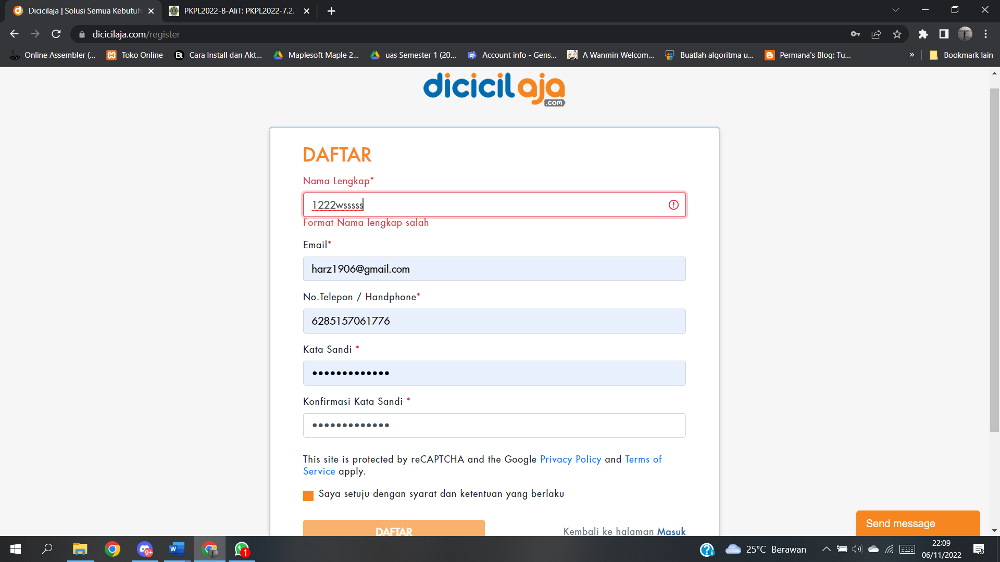 Dicicilaja | Solusi Semua Kebutuh
PKPL2022-B-AliT: PKPL2022-7.2.
dicicilaja.com/register
Online Assembler (...
Toko Online
Cara Install dan Akt...
Maplesoft Maple 2...
uas Semester 1 (20...
Account info - Gens...
A Wanmin Welcom...
Buatlah algoritma u...
Permana's Blog: Tu...
»
Bookmark lain
dicicilaja
.com
DAFTAR
Nama Lengkap*
1222wsssss
Format Nama lengkap salah
Email*
harz1906@gmail.com
No.Telepon / Handphone*
6285157061776
Kata Sandi *
•••••••••••••
Konfirmasi Kata Sandi *
•••••••••••••
This site is protected by reCAPTCHA and the Google Privacy Policy and Terms of
Service apply.
Saya setuju dengan syarat dan ketentuan yang berlaku
DAFTAR
Kembali ke halaman Masuk
Send message
9+
1
25°C Berawan
22:09
06/11/2022